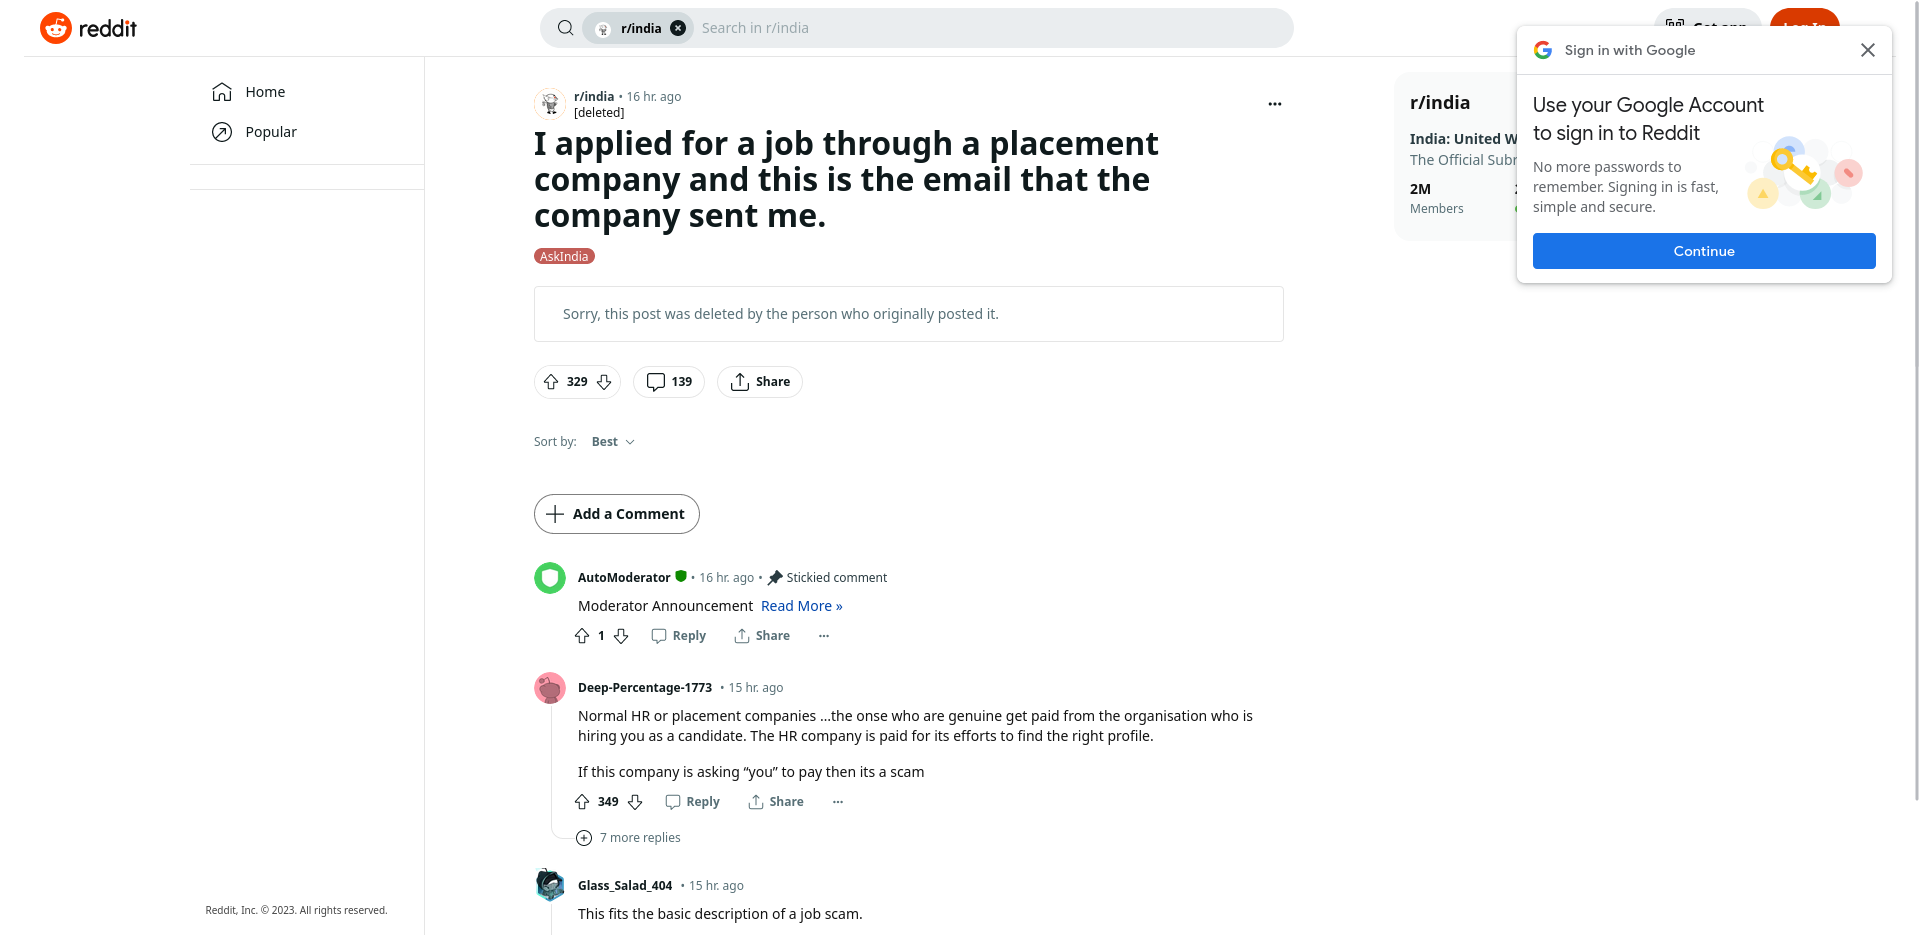 reddit
r/india
Search in r/india
Sign in with Google
Use your Google Account
to sign in to Reddit
No more passwords to
remember. Signing in is fast,
simple and secure.
Continue
Home
Popular
r/india • 16 hr. ago
[deleted]
I applied for a job through a placement
company and this is the email that the
company sent me.
AskIndia
Sorry, this post was deleted by the person who originally posted it.
329
139
Share
Sort by: Best
Add a Comment
AutoModerator • 16 hr. ago • Stickied comment
Moderator Announcement Read More »
1 Reply Share
Deep-Percentage-1773 • 15 hr. ago
Normal HR or placement companies …the onse who are genuine get paid from the organisation who is
hiring you as a candidate. The HR company is paid for its efforts to find the right profile.
If this company is asking “you” to pay then its a scam
349 Reply Share
7 more replies
Glass_Salad_404 • 15 hr. ago
This fits the basic description of a job scam.
r/india
India: United
The Official
2M
Members
Reddit, Inc. © 2023. All rights reserved.